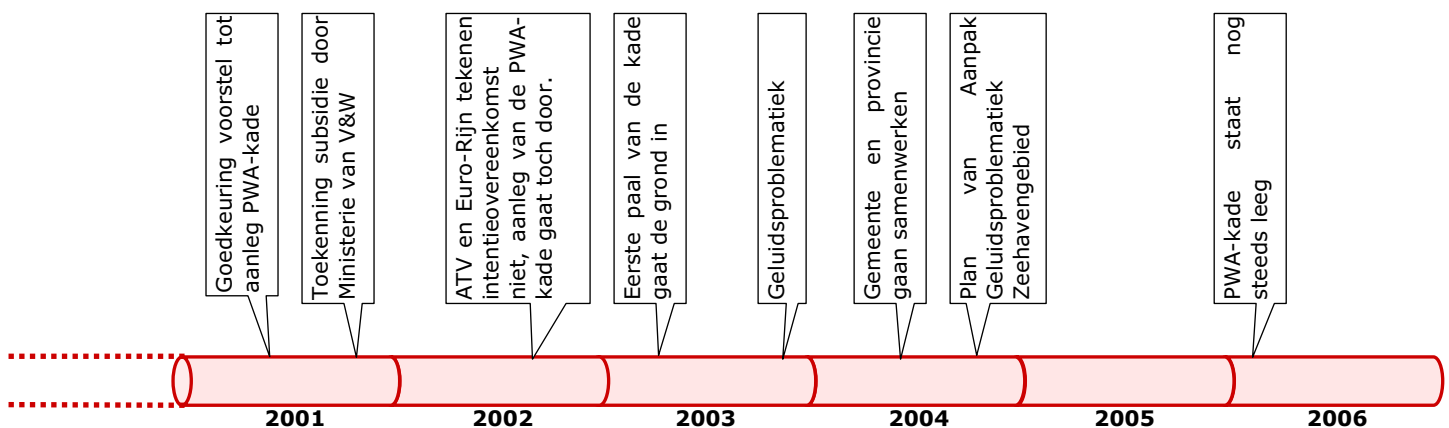 Goedkeuring voorstel tot
aanleg PWA-kade
Toekenning subsidie door
Ministerie van V&W
ATV en Euro-Rijn tekenen
intentieovereenkomst
niet, aanleg van de PWA-
kade gaat toch door.
Eerste paal van de kade
gaat de grond in
Geluidsproblematiek
Gemeente en provincie
gaan samenwerken
Plan van Aanpak
Geluidsproblematiek
Zeehavengebied
PWA-kade staat nog
steeds leeg
2001
2002
2003
2004
2005
2006